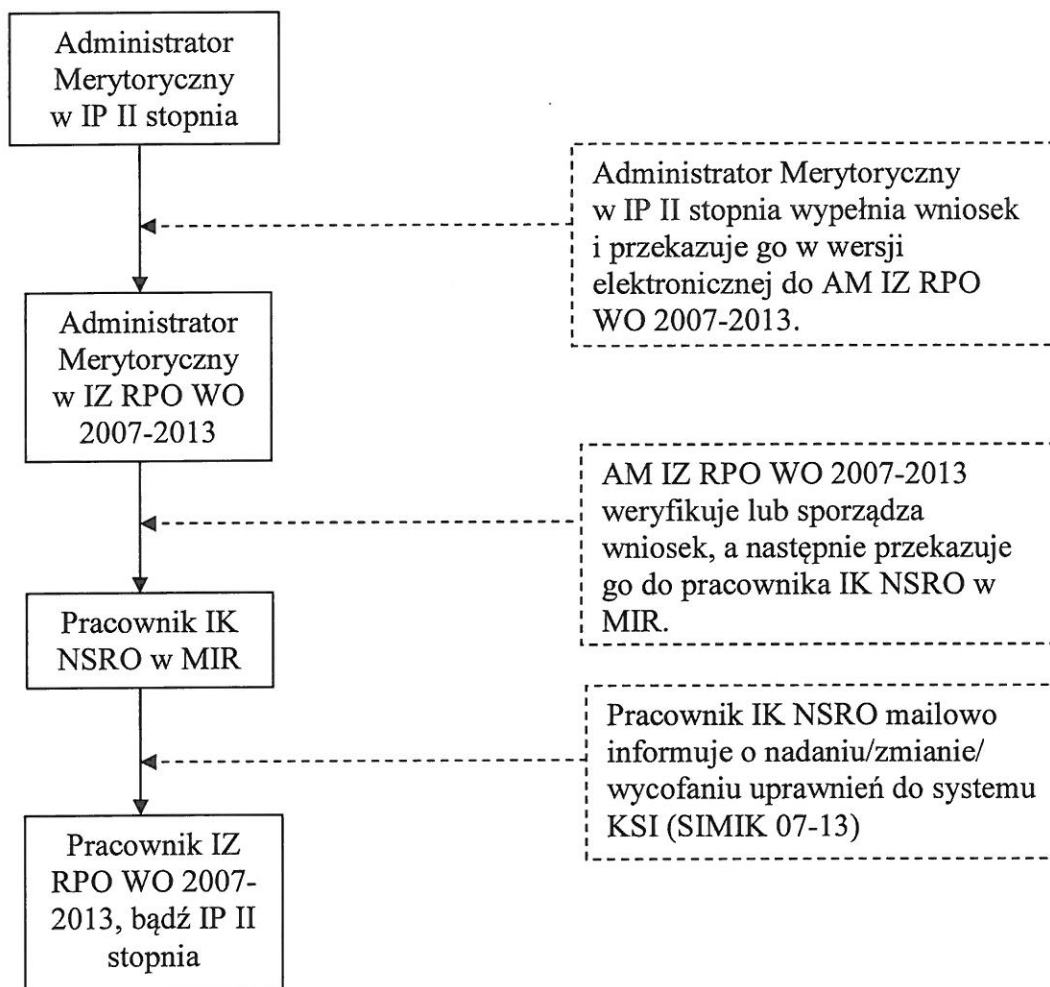 Administrator
Merytoryczny
w IP II stopnia
Administrator Merytoryczny
w IP II stopnia wypełnia wniosek
i przekazuje go w wersji
elektronicznej do AM IZ RPO
WO 2007-2013.
Administrator
Merytoryczny
w IZ RPO WO
2007-2013
AM IZ RPO WO 2007-2013
weryfikuje lub sporządza
wniosek, a następnie przekazuje
go do pracownika IK NSRO w
MIR.
Pracownik IK
NSRO w MIR
Pracownik IK NSRO mailowo
informuje o nadaniu/zmianie/
wycofaniu uprawnień do systemu
KSI (SIMIK 07-13)
Pracownik IZ
RPO WO 2007-
2013, bądź IP II
stopnia